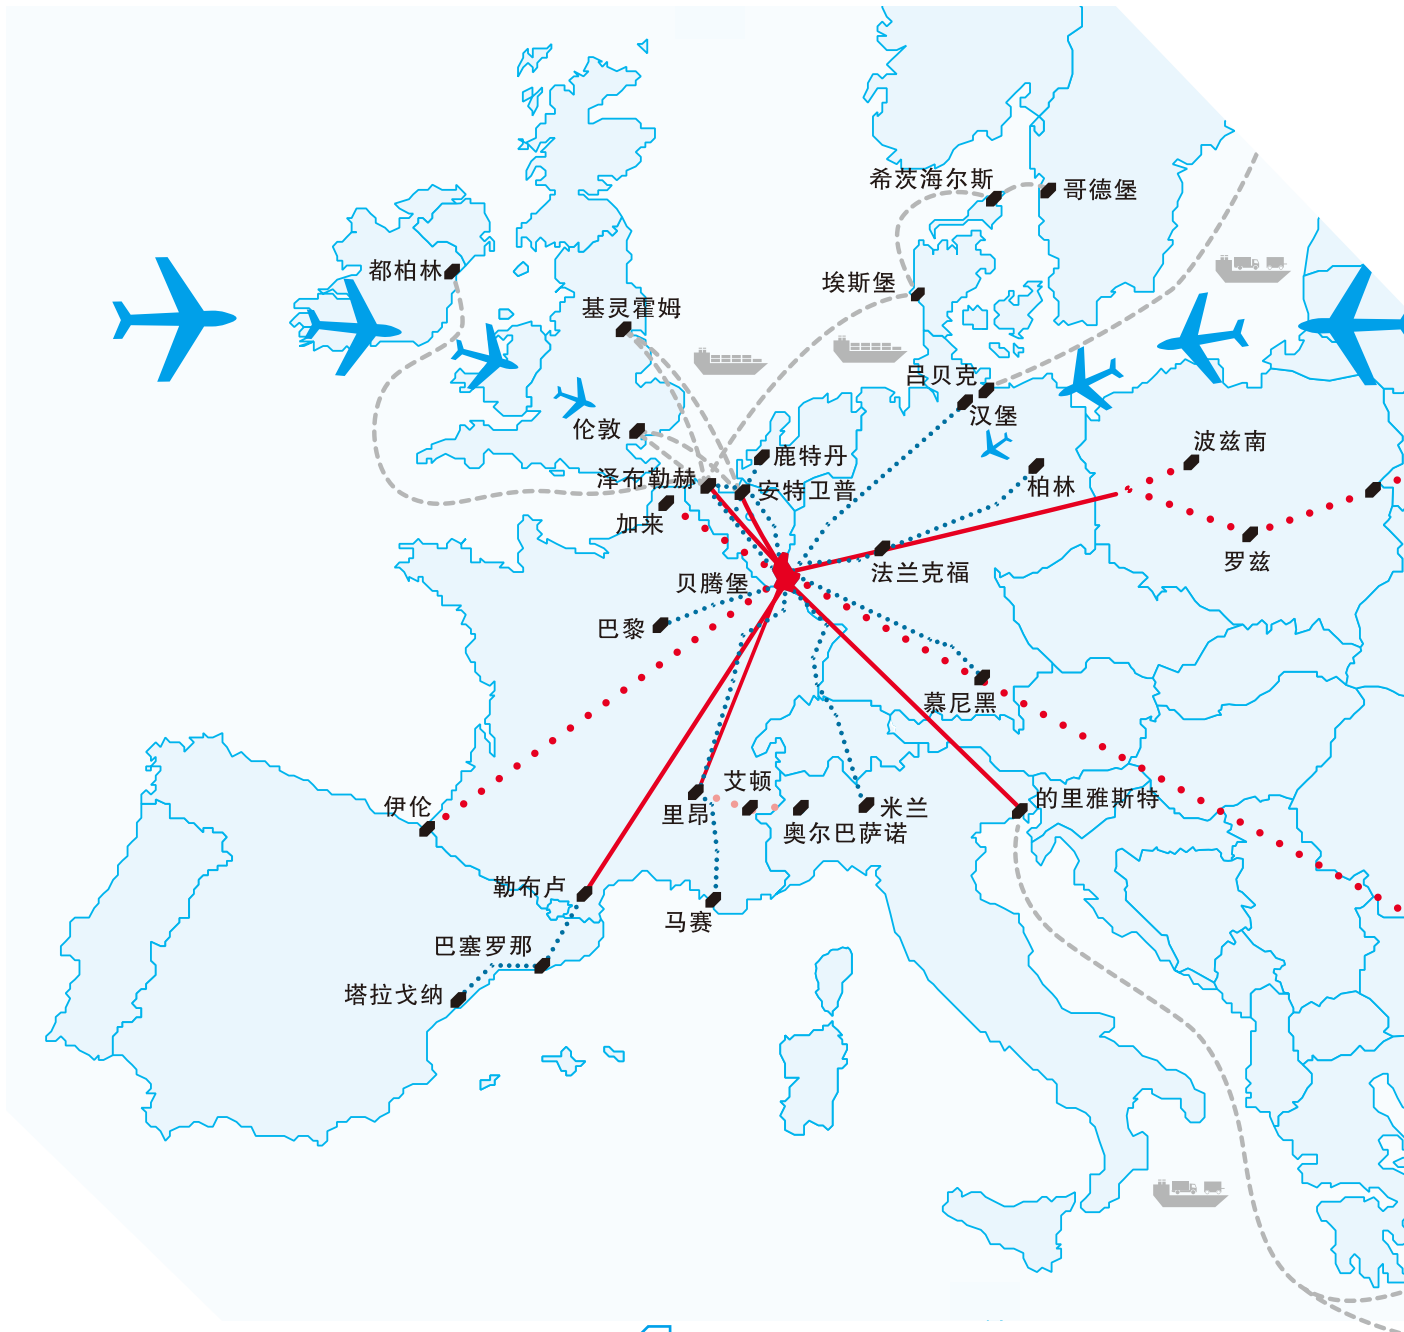 希茨海尔斯
哥德堡
都柏林
埃斯堡
基灵霍姆
吕贝克
汉堡
伦敦
鹿特丹
波兹南
泽布勒赫
安特卫普
柏林
加来
罗兹
法兰克福
贝腾堡
巴黎
慕尼黑
伊伦
里昂
艾顿
奥尔巴萨诺
米兰
的里雅斯特
勒布卢
马赛
巴塞罗那
塔拉戈纳